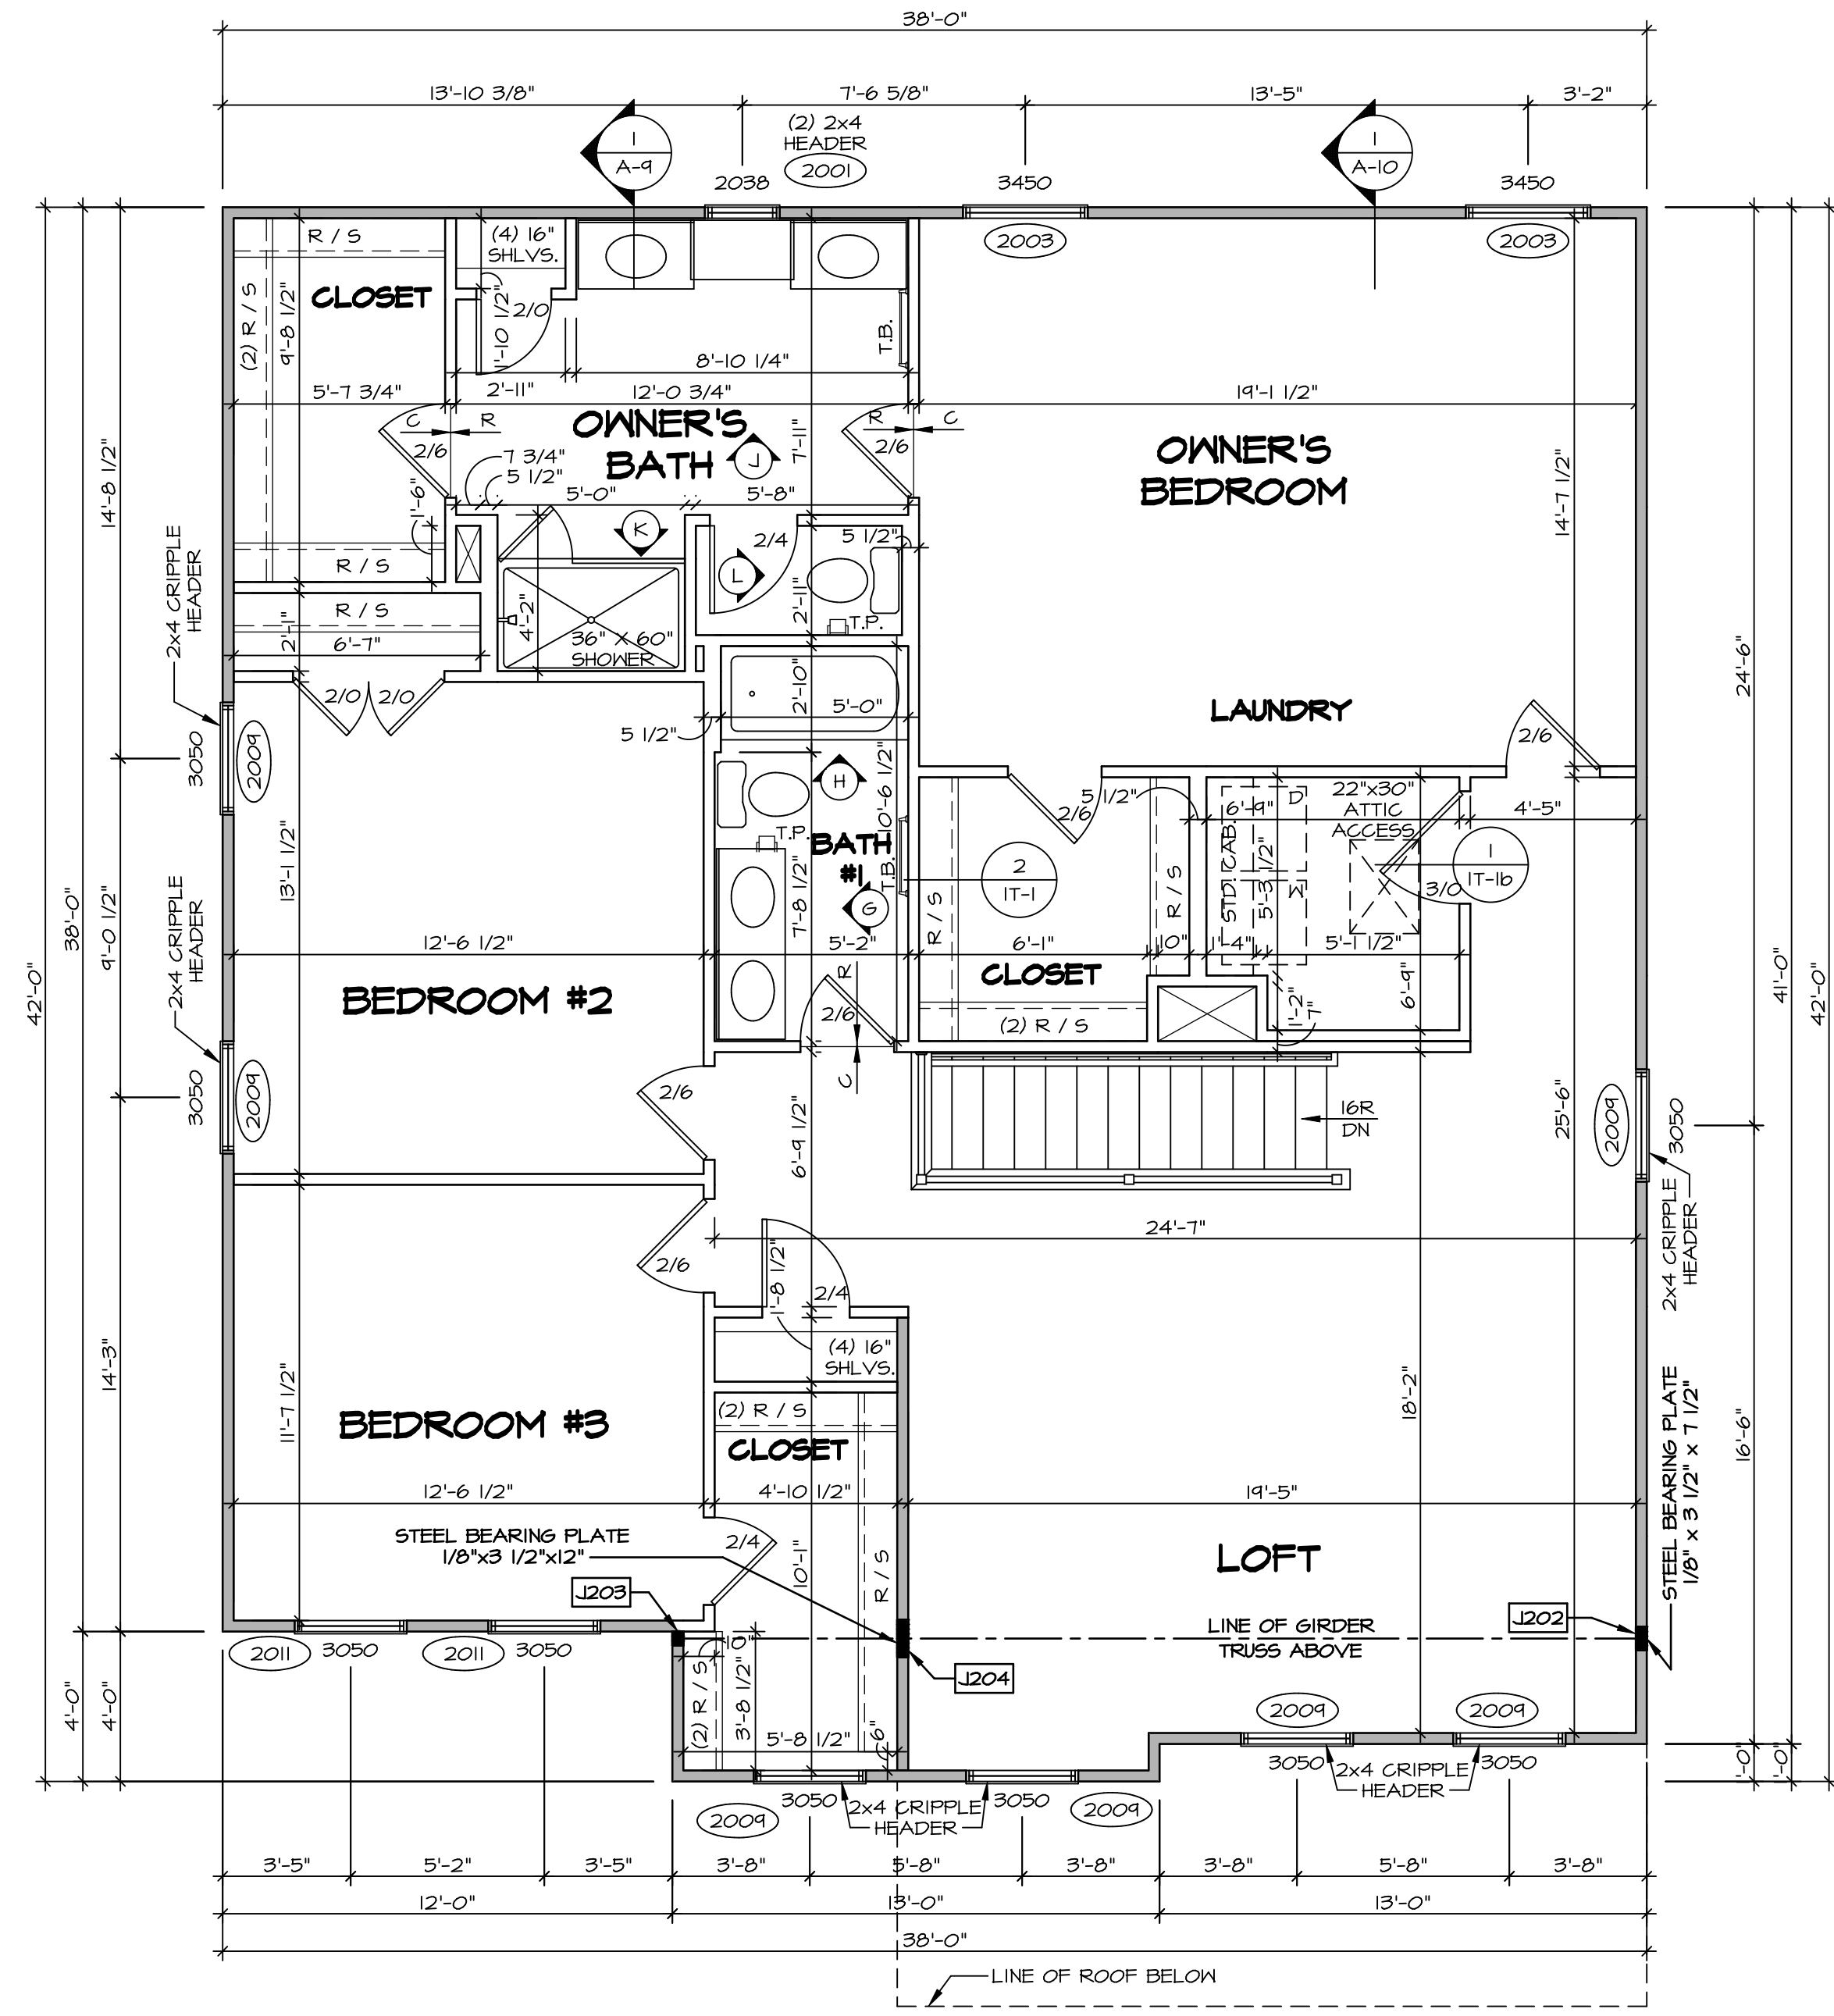 38'-0"
13'-10 3/8"
7'-6 5/8"
13'-5"
3'-2"
(2) 2x4
HEADER
2001
1
A-9
1
A-10
2038
3450
3450
2003
2003
R / S
(2) R / S
9'-8 1/2"
CLOSET
(4) 16"
SHLVS.
1'-10 1/2"
2/0
T.B.
8'-10 1/4"
5'-7 3/4"
2'-11"
12'-0 3/4"
19'-1 1/2"
C
R
2/6
OWNER'S
BATH
J
7'-11"
R
C
2/6
OWNER'S
BEDROOM
14'-7 1/2"
7 3/4"
5 1/2"
5'-0"
5'-8"
1'-6"
K
2/4
5 1/2"
L
R / S
R / S
2'-1"
6'-7"
4'-2"
36" X 60"
SHOWER
2'-11"
T.P.
2/0
2/0
2'-10"
5'-0"
5 1/2"
LAUNDRY
2/6
14'-8 1/2"
2x4 CRIPPLE
HEADER
3050
2009
24'-6"
H
10'-6 1/2"
T.P.
BATH
#1
T.B.
G
7'-8 1/2"
5'-2"
2/6
5 1/2"
6'-9"
D
W
STD. CAB.
5'-3 1/2"
22"x30"
ATTIC
ACCESS
4'-5"
3/0
1
IT-1b
2
IT-1
R / S
R / S
13'-1 1/2"
12'-6 1/2"
6'-1"
10"
1'-4"
5'-1 1/2"
CLOSET
(2) R / S
1'-2"
7"
6'-9"
BEDROOM #2
R
2/6
C
42'-0"
38'-0"
9'-0 1/2"
2x4 CRIPPLE
HEADER
3050
2009
41'-0"
42'-0"
2/6
6'-9 1/2"
16R
DN
25'-6"
2009
3050
2x4 CRIPPLE
HEADER
24'-7"
2/6
1'-8 1/2"
2/4
(4) 16"
SHLVS.
14'-3"
11'-7 1/2"
BEDROOM #3
(2) R / S
CLOSET
18'-2"
STEEL BEARING PLATE
1/8" x 3 1/2" x 7 1/2"
16'-6"
12'-6 1/2"
4'-10 1/2"
19'-5"
STEEL BEARING PLATE
1/8"x3 1/2"x12"
2/4
10'-1"
R / S
LOFT
J203
J202
LINE OF GIRDER
TRUSS ABOVE
2011
3050
2011
3050
10"
(2) R / S
3'-8 1/2"
J204
4'-0"
4'-0"
5'-8 1/2"
6"
2009
2009
3050
2x4 CRIPPLE
HEADER
3050
1'-0"
1'-0"
2009
3050
2x4 CRIPPLE
HEADER
3050
2009
3'-5"
5'-2"
3'-5"
3'-8"
5'-8"
3'-8"
3'-8"
5'-8"
3'-8"
12'-0"
13'-0"
13'-0"
38'-0"
LINE OF ROOF BELOW